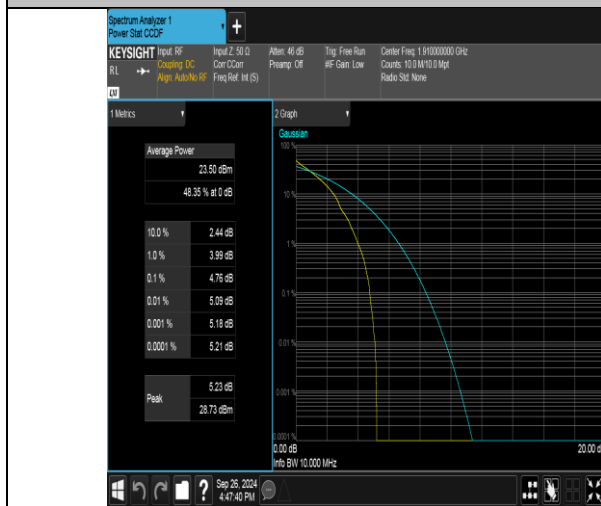 Spectrum Analyzer 1
Power Stat CCDF
+
KEYSIGHT
RL
LXI
Input: RF
Coupling: DC
Align: Auto/No RF
Input Z: 50 Ω
Corr CCorr
Freq Ref: Int (S)
Atten: 46 dB
Preamp: Off
Trig: Free Run
#IF Gain: Low
Center Freq: 1.910000000 GHz
Counts: 10.0 M/10.0 Mpt
Radio Std: None
1 Metrics
Average Power
23.50 dBm
48.35 % at 0 dB
10.0 % 2.44 dB
1.0 % 3.99 dB
0.1 % 4.76 dB
0.01 % 5.09 dB
0.001 % 5.18 dB
0.0001 % 5.21 dB
Peak
5.23 dB
28.73 dBm
2 Graph
Gaussian
100 %
10 %
1 %
0.1 %
0.01 %
0.001 %
0.0001 %
0.00 dB
20.00 d
Info BW 10.000 MHz
?
Sep 26, 2024
4:47:40 PM